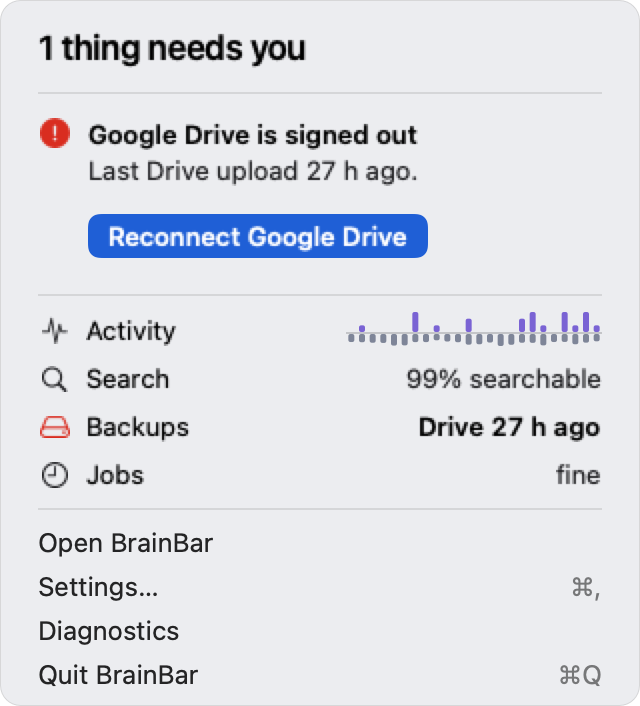 1 thing needs you
Google Drive is signed out
Last Drive upload 27 h ago.
Reconnect Google Drive
Activity
Search 99% searchable
Backups Drive 27 h ago
Jobs fine
Open BrainBar
Settings... ⌘,
Diagnostics
Quit BrainBar ⌘Q